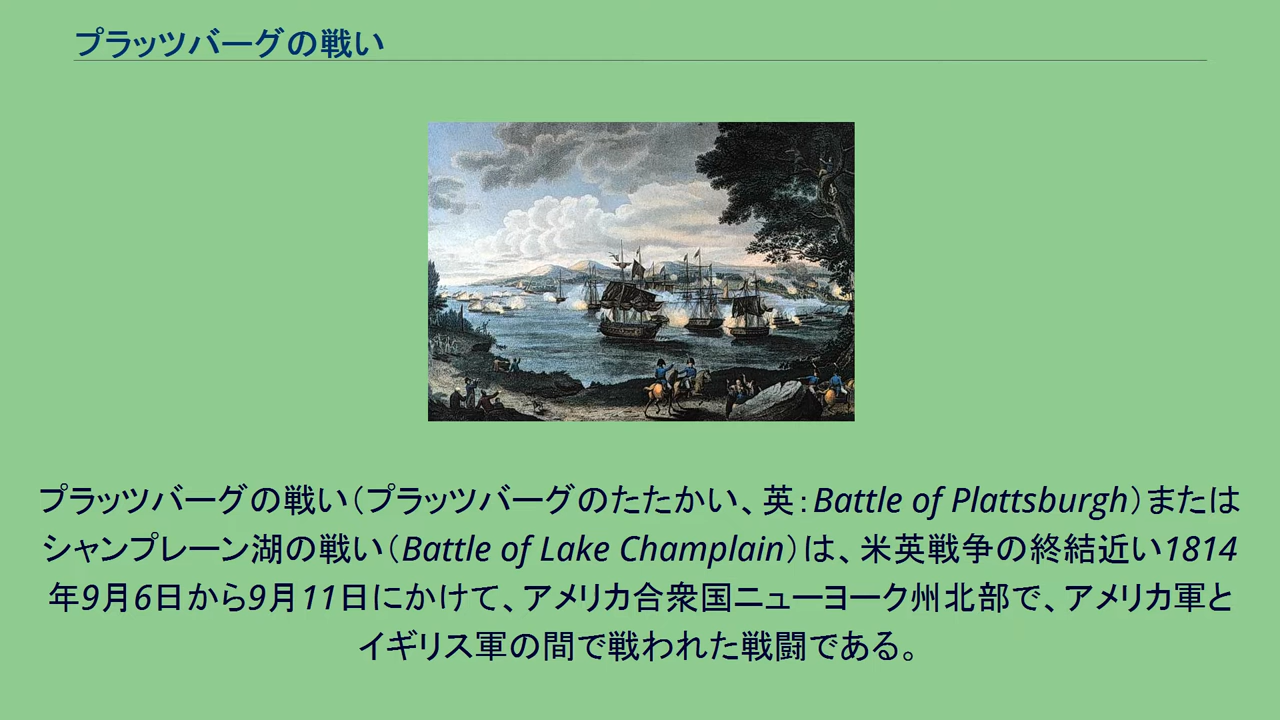 プラッツバーグの戦い
プラッツバーグの戦い（プラッツバーグのたたかい、英：Battle of Plattsburgh）または
シャンプレーン湖の戦い（Battle of Lake Champlain）は、米英戦争の終結近い1814
年9月6日から9月11日にかけて、アメリカ合衆国ニューヨーク州北部で、アメリカ軍と
イギリス軍の間で戦われた戦闘である。